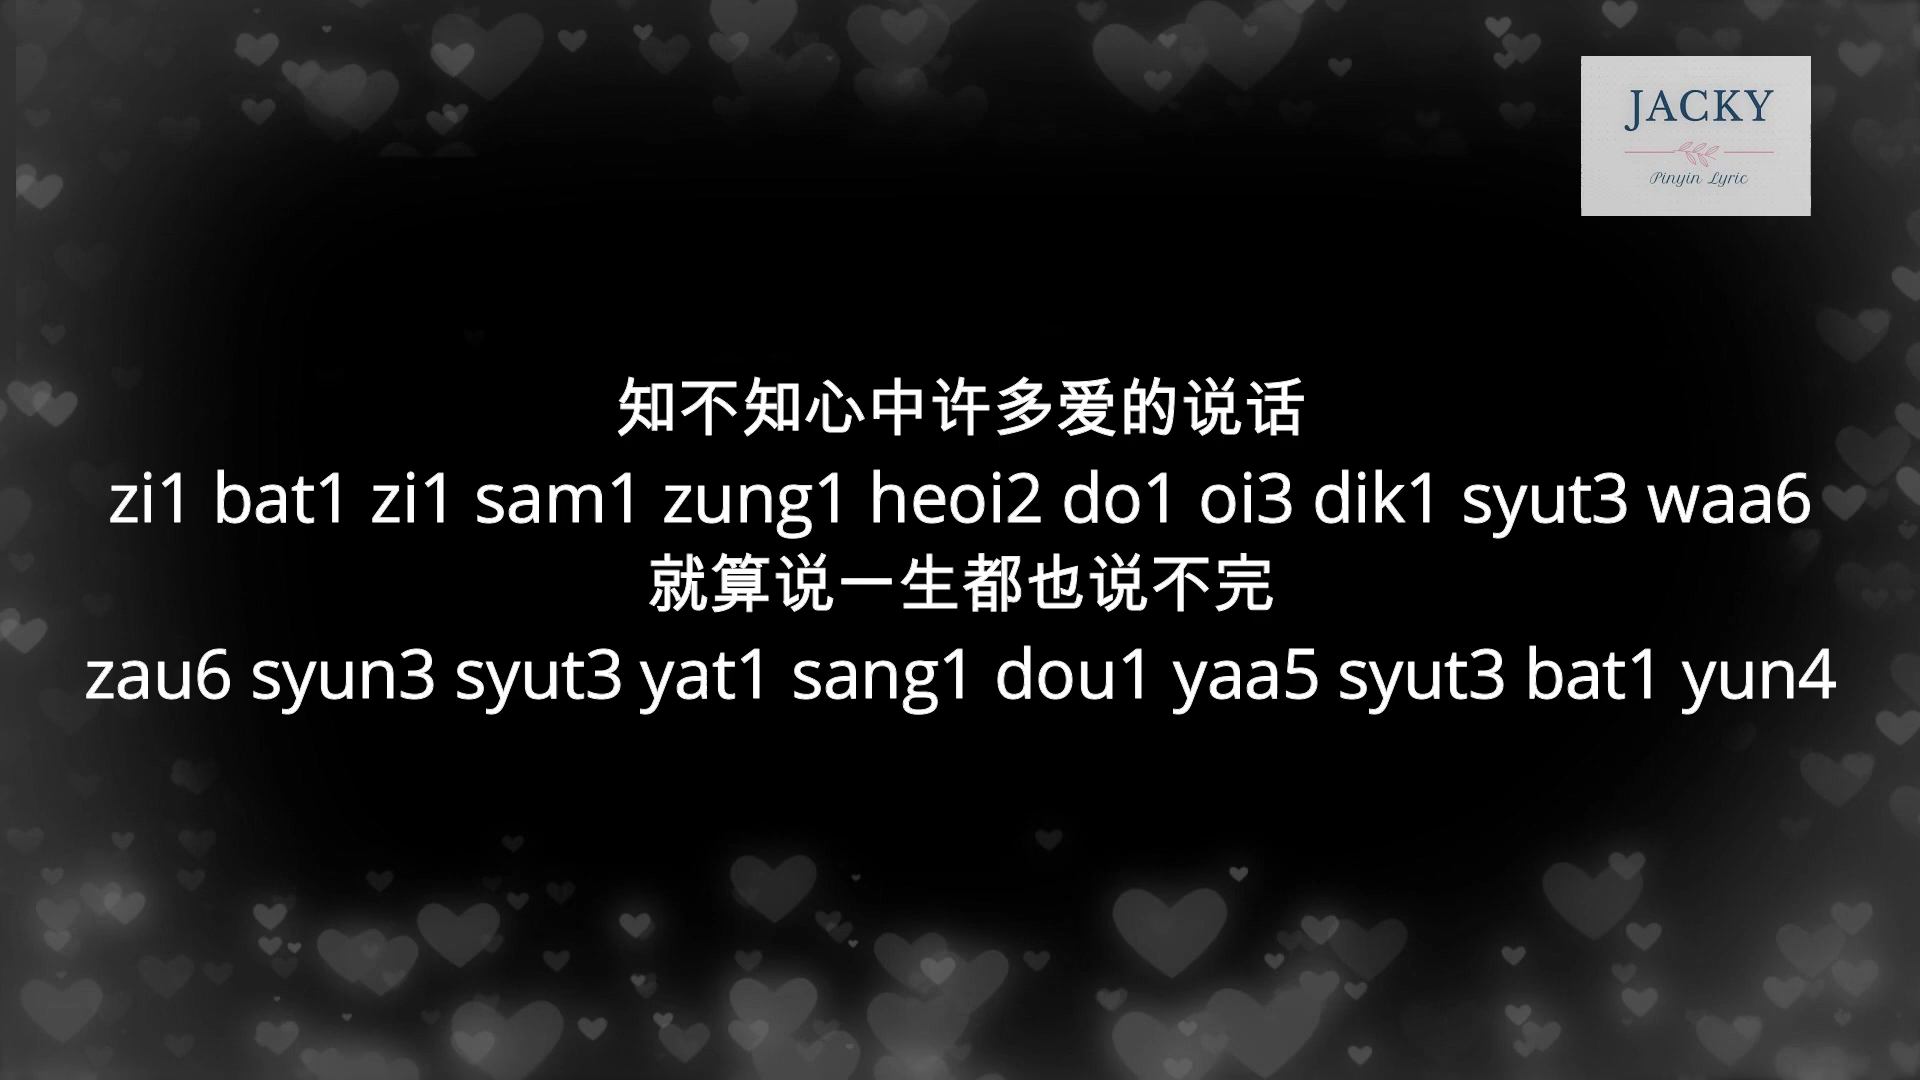 JACKY
Pinyin Lyric
知不知心中许多爱的说话
zi1 bat1 zi1 sam1 zung1 heoi2 do1 oi3 dik1 syut3 waa6
就算说一生都也说不完
zau6 syun3 syut3 yat1 sang1 dou1 yaa5 syut3 bat1 yun4